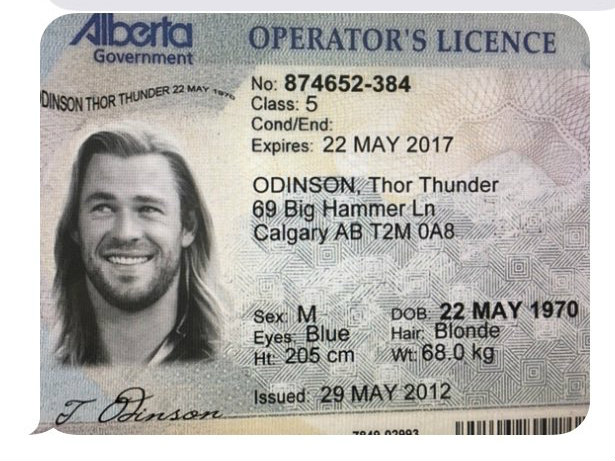 Alberta
Government
OPERATOR'S LICENCE
DINSON THOR THUNDER 22 MAY 1970
No: 874652-384
Class: 5
Cond/End:
Expires: 22 MAY 2017
ODINSON, Thor Thunder
69 Big Hammer Ln
Calgary AB T2M 0A8
Sex: M
DOB: 22 MAY 1970
Eyes: Blue
Hair: Blonde
Ht: 205 cm
Wt: 68.0 kg
Issued: 29 MAY 2012
T Odinson
7849-02993